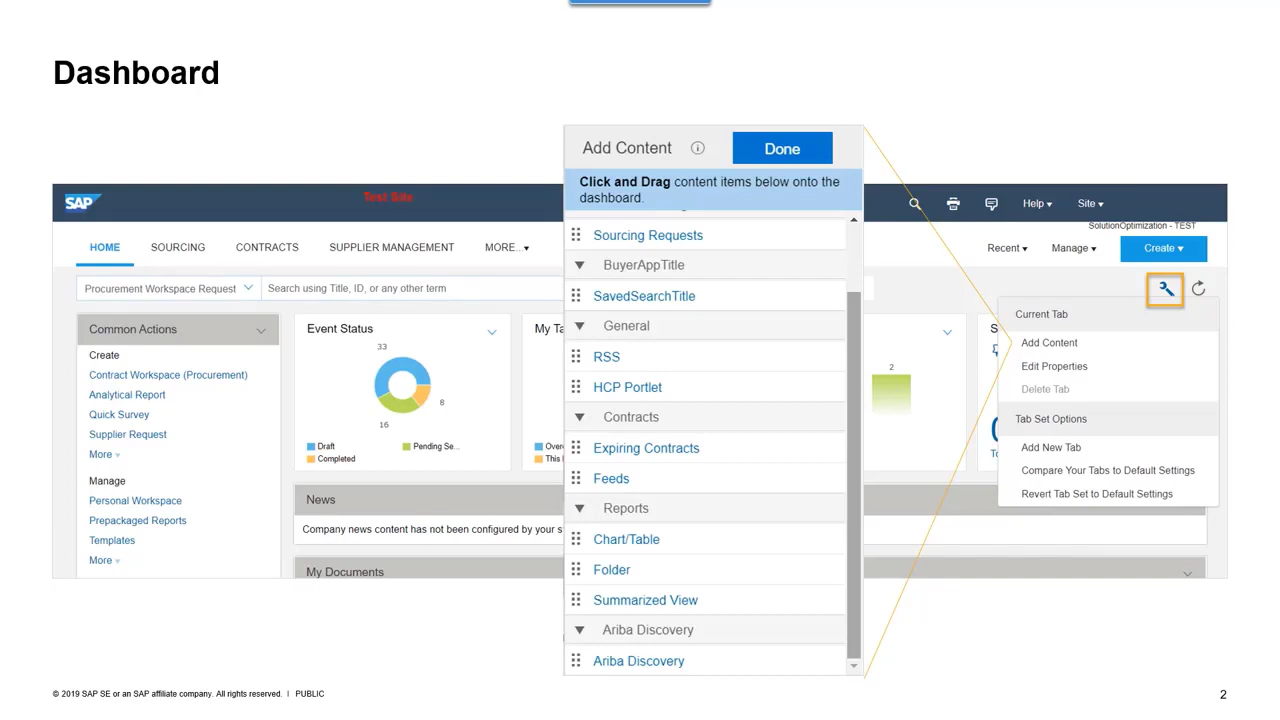 Dashboard
Add Content
Done
Click and Drag content items below onto the
dashboard.
SAP
Test Site
Help
Site
SolutionOptimization - TEST
HOME
SOURCING
CONTRACTS
SUPPLIER MANAGEMENT
MORE...
Recent
Manage
Create
Procurement Workspace Request
Search using Title, ID, or any other term
Common Actions
Create
Contract Workspace (Procurement)
Analytical Report
Quick Survey
Supplier Request
More
Manage
Personal Workspace
Prepackaged Reports
Templates
More
Event Status
33
8
16
Draft
Pending Se...
Completed
My Ta
Over
This
News
Company news content has not been configured by your s
My Documents
Sourcing Requests
BuyerAppTitle
SavedSearchTitle
General
RSS
HCP Portlet
Contracts
Expiring Contracts
Feeds
Reports
Chart/Table
Folder
Summarized View
Ariba Discovery
Ariba Discovery
2
S
To
Current Tab
Add Content
Edit Properties
Delete Tab
Tab Set Options
Add New Tab
Compare Your Tabs to Default Settings
Revert Tab Set to Default Settings
© 2019 SAP SE or an SAP affiliate company. All rights reserved. | PUBLIC
2